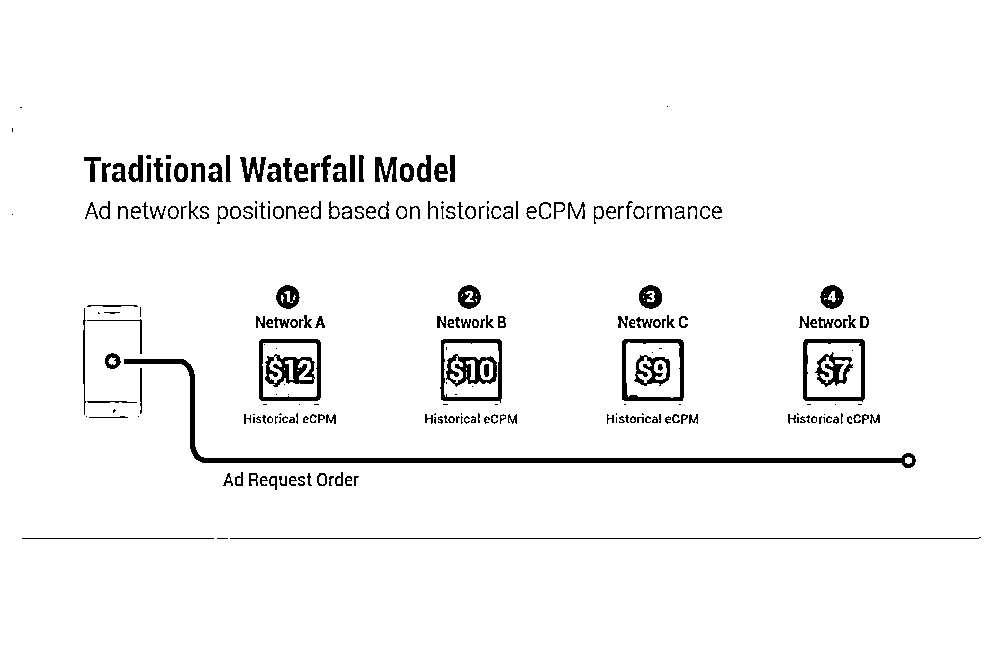 Traditional Waterfall Model
Ad networks positioned based on historical eCPM performance
1 2 3 4
Network A Network B Network C Network D
$12 $10 $9 $7
Historical eCPM Historical eCPM Historical eCPM Historical eCPM
Ad Request Order